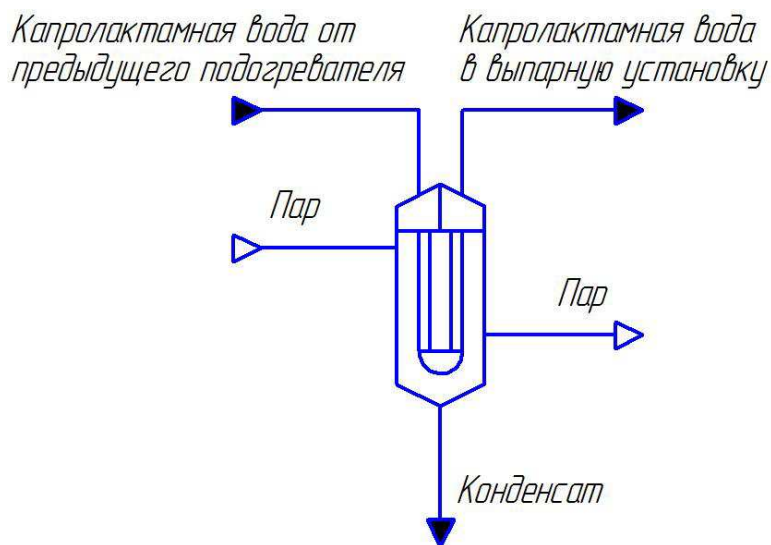 Капролактамная вода от
предыдущего подогревателя
Капролактамная вода
в выпарную установку
Пар
Пар
Конденсат